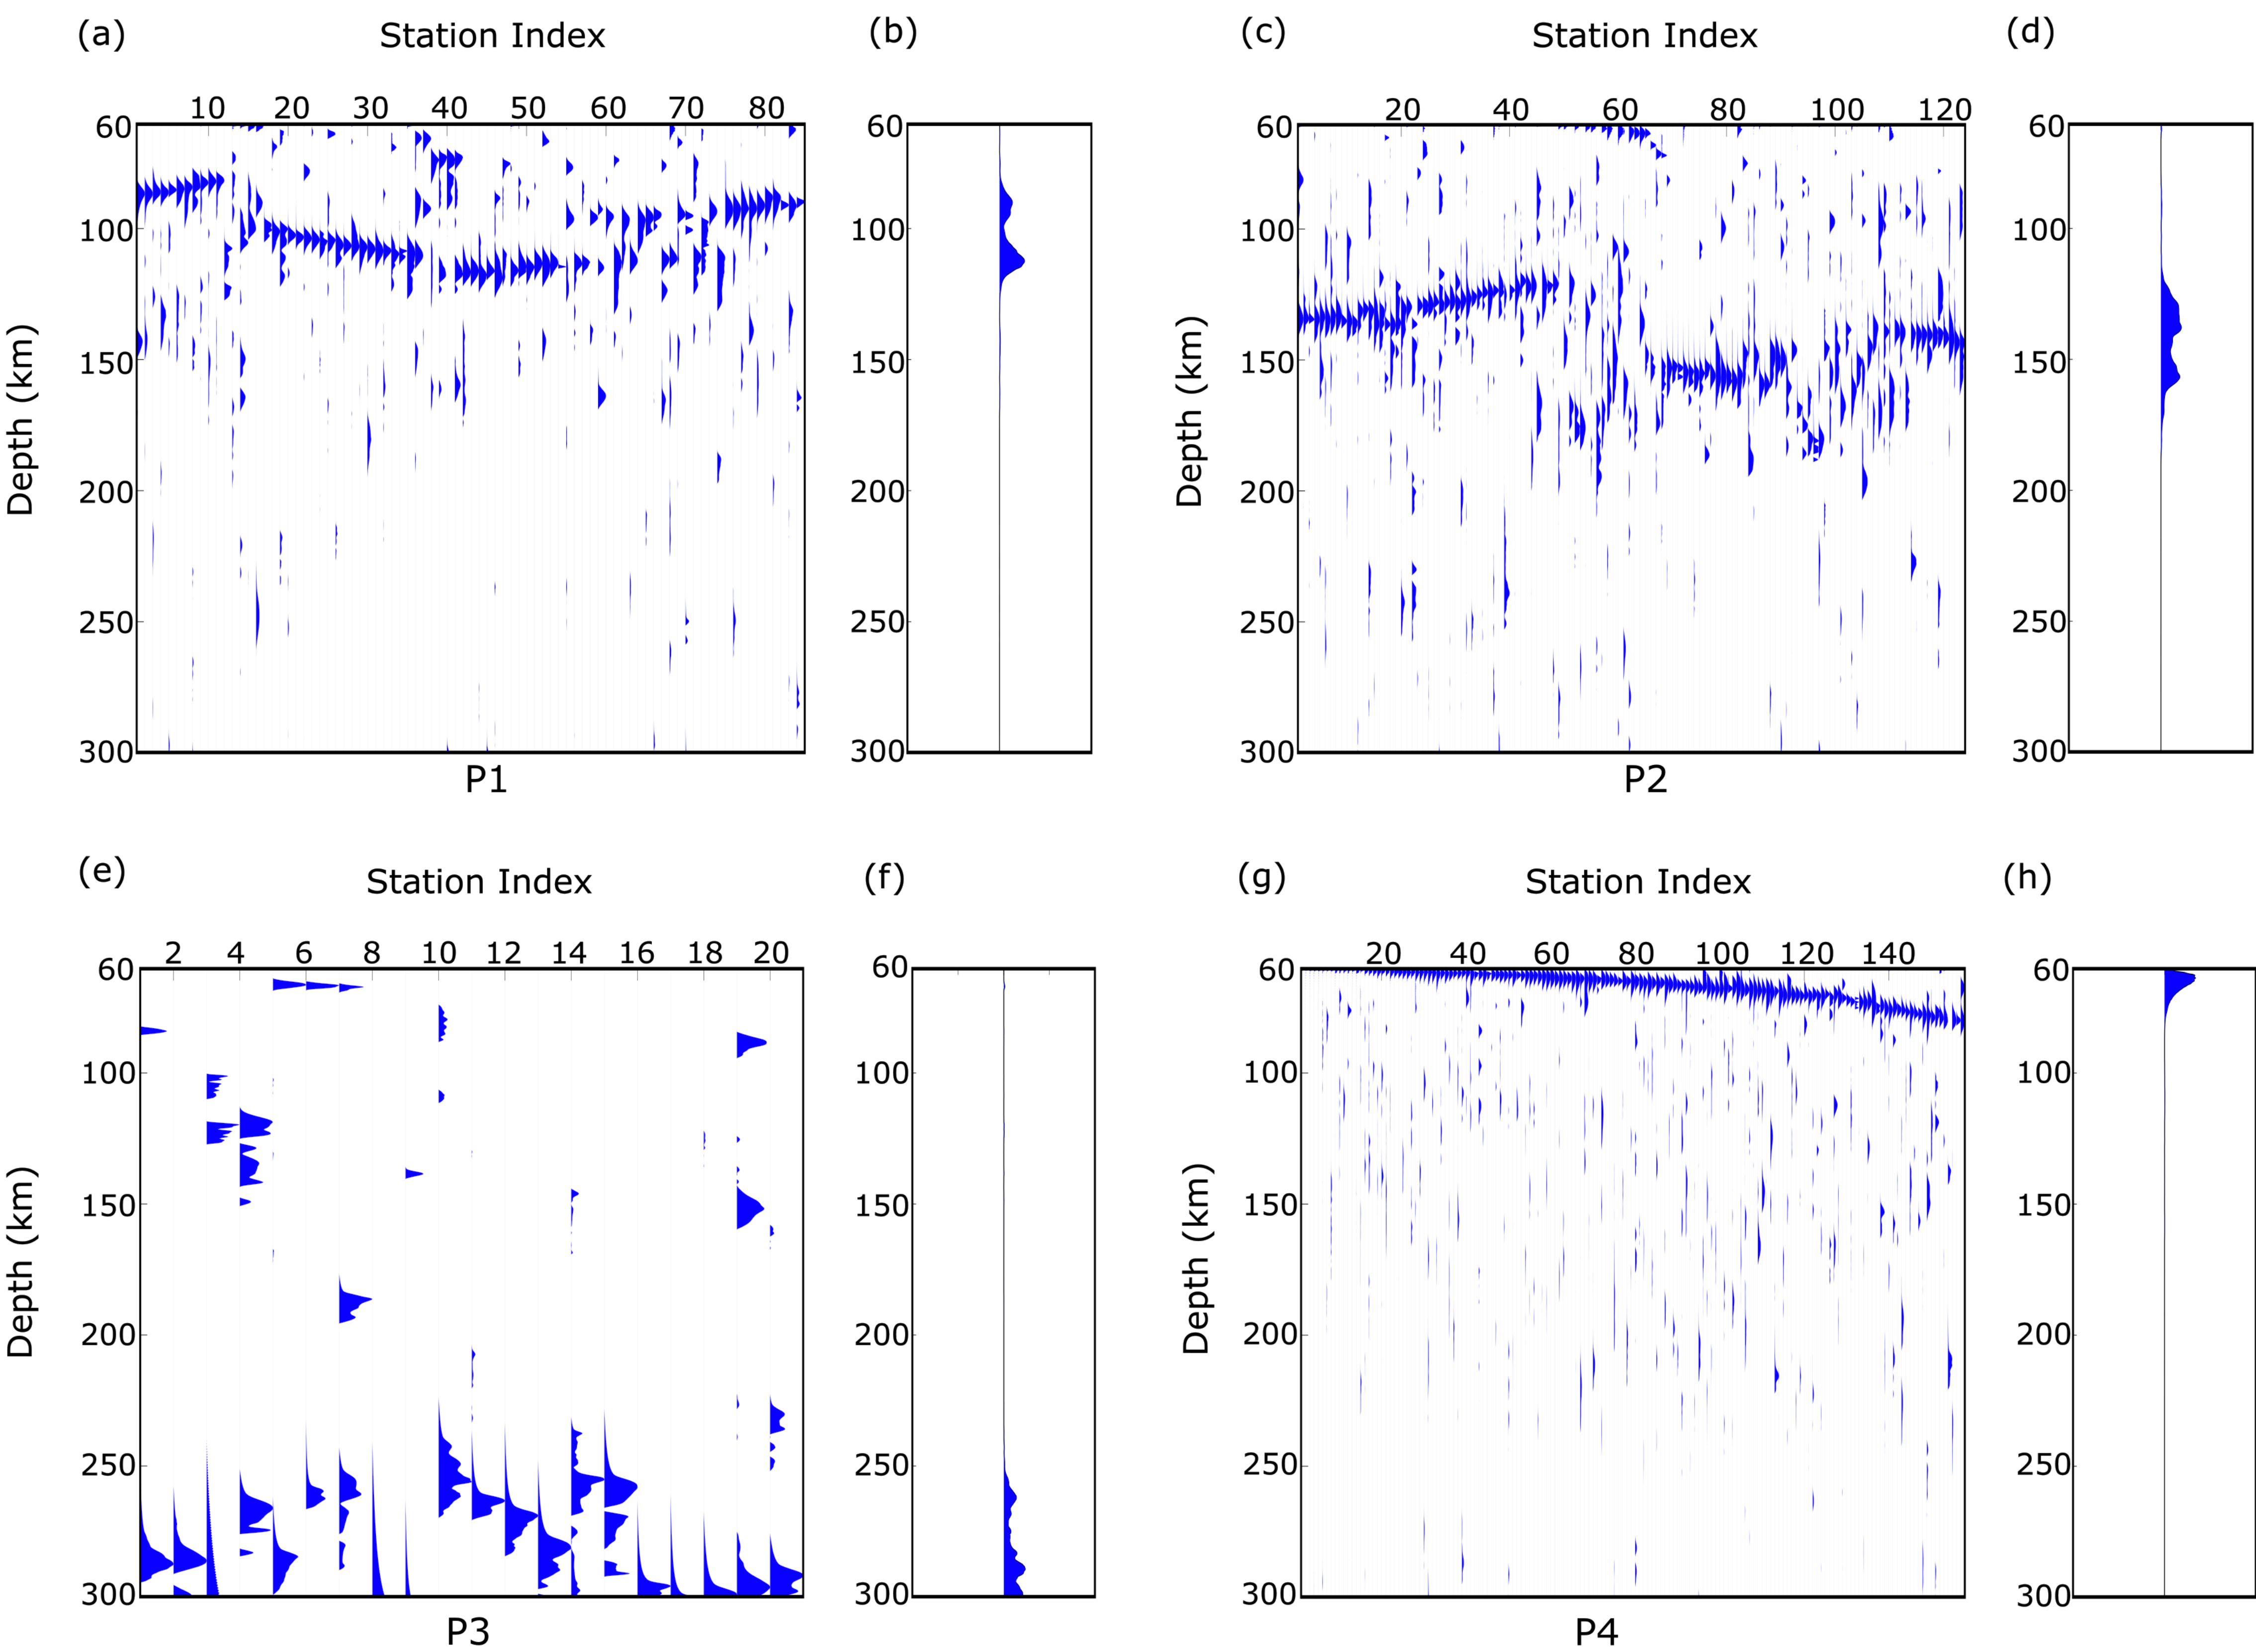 (a) Station Index (b) (c) Station Index (d)
10 20 30 40 50 60 70 80 20 40 60 80 100 120
60 60 60 60
100 100 100 100
150 150 150 150
Depth (km) Depth (km)
200 200 200 200
250 250 250 250
300 300 300 300
P1 P2
(e) Station Index (f) (g) Station Index (h)
2 4 6 8 10 12 14 16 18 20 20 40 60 80 100 120 140
60 60 60 60
100 100 100 100
150 150 150 150
Depth (km) Depth (km)
200 200 200 200
250 250 250 250
300 300 300 300
P3 P4